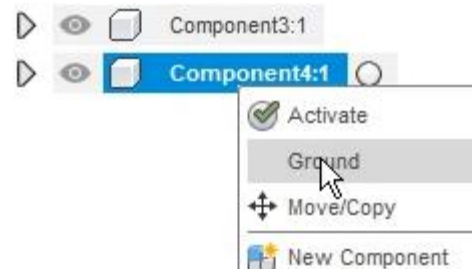 Component3:1
Component4:1
Activate
Ground
Move/Copy
New Component